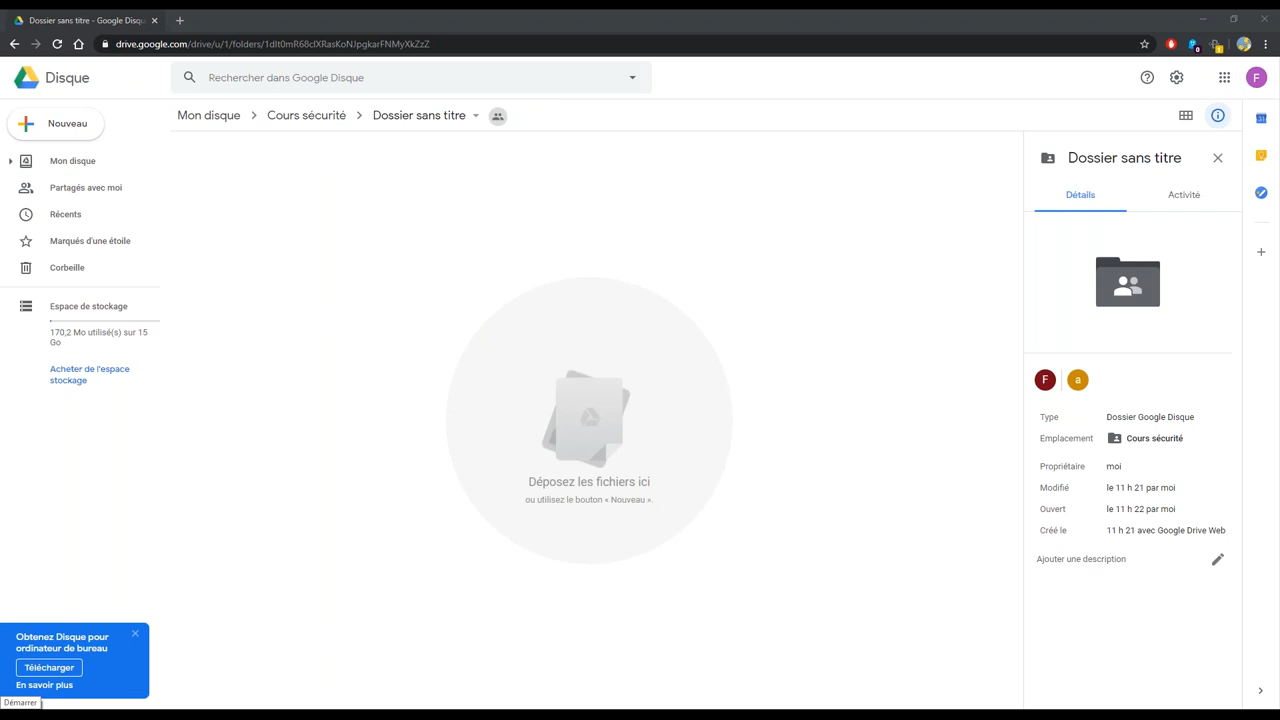 Dossier sans titre - Google Disqu
drive.google.com/drive/u/1/folders/1dIt0mR68cIXRasKoNJpgkarFNMyXkZzZ
Disque
Rechercher dans Google Disque
F
Nouveau
Mon disque
Cours sécurité
Dossier sans titre
Mon disque
Partagés avec moi
Récents
Marqués d'une étoile
Corbeille
Espace de stockage
170,2 Mo utilisé(s) sur 15
Go
Acheter de l'espace
stockage
Déposez les fichiers ici
ou utilisez le bouton « Nouveau ».
Dossier sans titre
Détails
Activité
F
a
Type
Dossier Google Disque
Emplacement
Cours sécurité
Propriétaire
moi
Modifié
le 11 h 21 par moi
Ouvert
le 11 h 22 par moi
Créé le
11 h 21 avec Google Drive Web
Ajouter une description
Obtenez Disque pour
ordinateur de bureau
Télécharger
En savoir plus
Démarrer